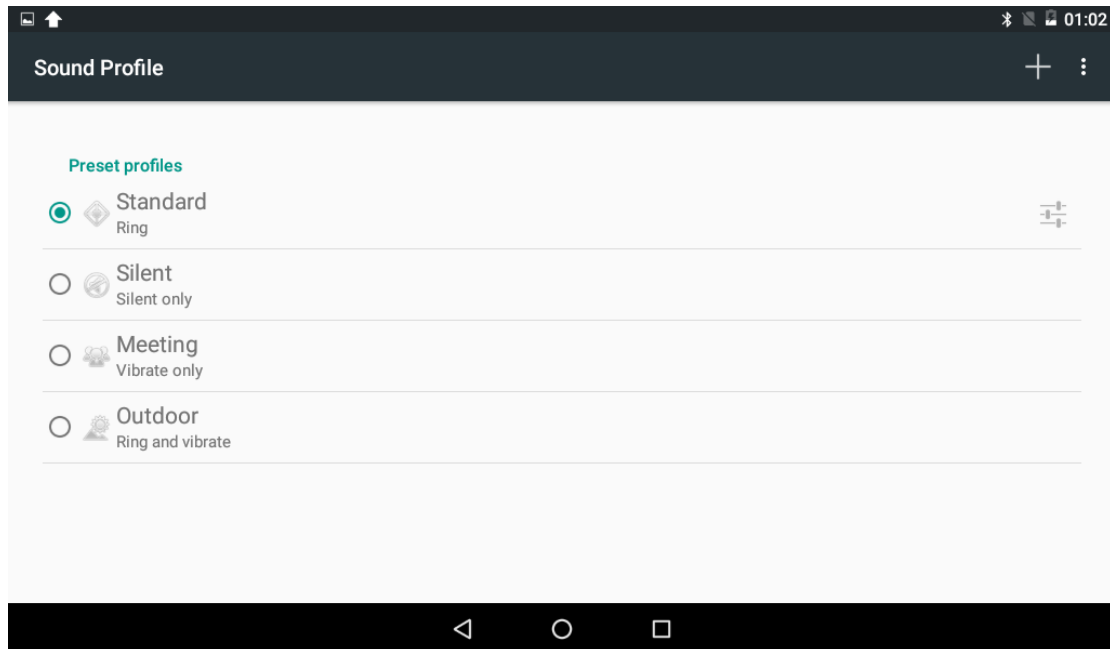 01:02
Sound Profile
Preset profiles
Standard
Ring
Silent
Silent only
Meeting
Vibrate only
Outdoor
Ring and vibrate